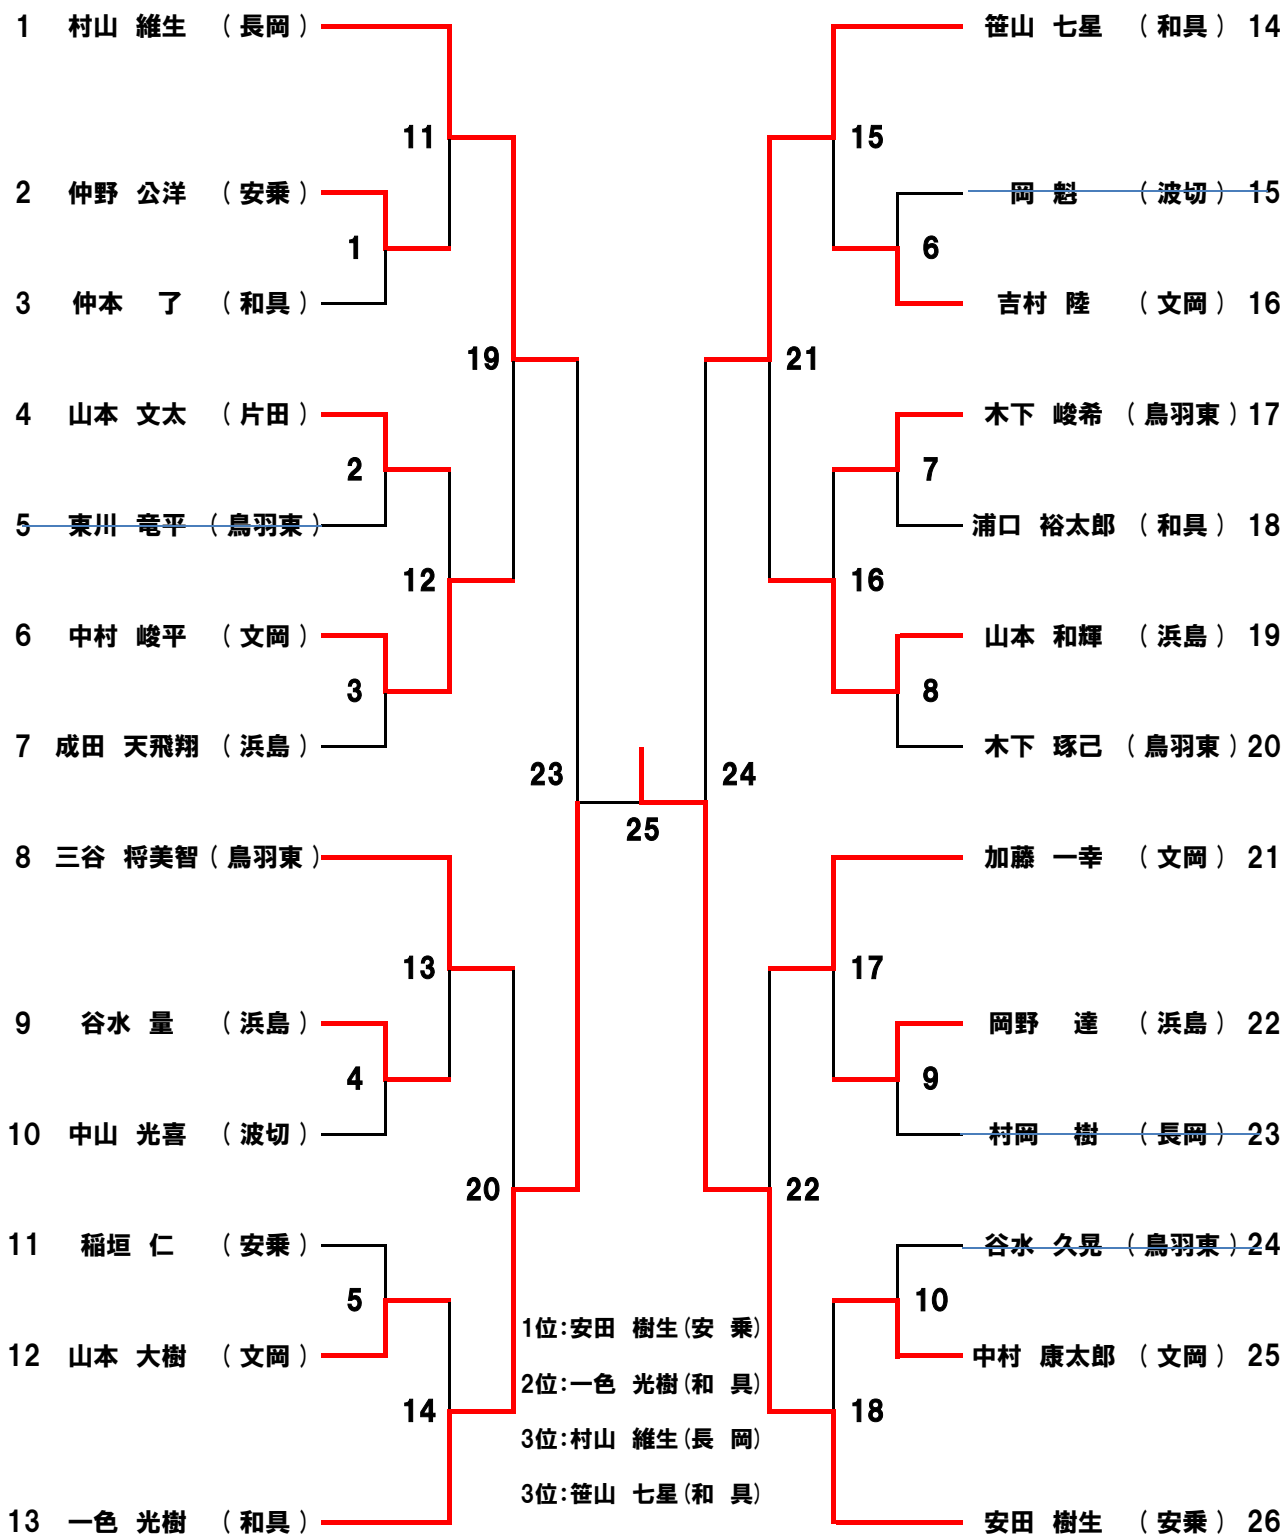 1 村山 維生 (長岡)
笹山 七星 (和具) 14
11
15
2 仲野 公洋 (安乗)
岡 魁 (波切) 15
1
6
3 仲本 了 (和具)
吉村 陸 (文岡) 16
19
21
4 山本 文太 (片田)
木下 峻希 (鳥羽東) 17
2
7
5 東川 竜平 (鳥羽東)
浦口 裕太郎 (和具) 18
12
16
6 中村 峻平 (文岡)
山本 和輝 (浜島) 19
3
8
7 成田 天飛翔 (浜島)
木下 琢己 (鳥羽東) 20
23
24
25
8 三谷 将美智 (鳥羽東)
加藤 一幸 (文岡) 21
13
17
9 谷水 量 (浜島)
岡野 達 (浜島) 22
4
9
10 中山 光喜 (波切)
村岡 樹 (長岡) 23
20
22
11 稲垣 仁 (安乗)
谷水 久晃 (鳥羽東) 24
5
10
12 山本 大樹 (文岡)
中村 康太郎 (文岡) 25
14
18
1位:安田 樹生(安 乗)
2位:一色 光樹(和 具)
3位:村山 維生(長 岡)
3位:笹山 七星(和 具)
13 一色 光樹 (和具)
安田 樹生 (安乗) 26